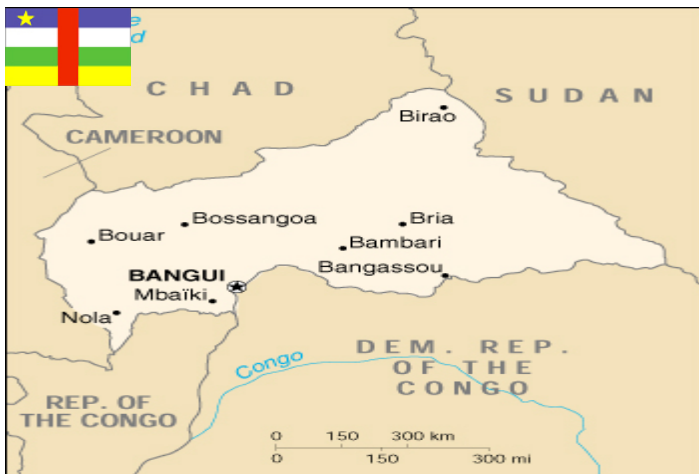 e
d
CHAD
SUDAN
Birao
CAMEROON
Bossangoa
Bria
Bouar
Bambari
BANGUI
Bangassou
Mbaïki
Nola
DEM. REP.
OF THE
CONGO
Congo
REP. OF
THE CONGO
0 150 300 km
0 150 300 mi